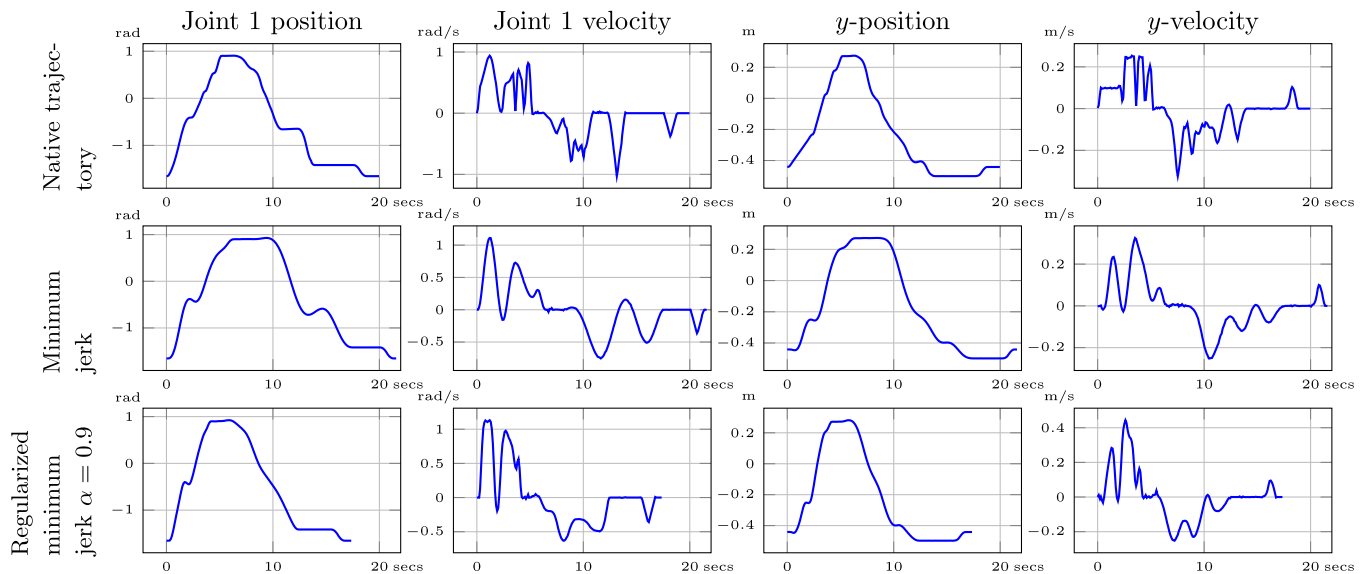 Joint 1 position
Joint 1 velocity
y-position
y-velocity
Native trajec-
tory
rad
1
0
−1
0
10
20 secs
rad/s
1
0
−1
0
10
20 secs
m
0.2
0
−0.2
−0.4
0
10
20 secs
m/s
0.2
0
−0.2
0
10
20 secs
Minimum
jerk
rad
1
0
−1
0
10
20 secs
rad/s
1
0.5
0
−0.5
0
10
20 secs
m
0.2
0
−0.2
−0.4
0
10
20 secs
m/s
0.2
0
−0.2
0
10
20 secs
Regularized
minimum
jerk α = 0.9
rad
1
0
−1
0
10
20 secs
rad/s
1
0.5
0
−0.5
0
10
20 secs
m
0.2
0
−0.2
−0.4
0
10
20 secs
m/s
0.4
0.2
0
−0.2
0
10
20 secs